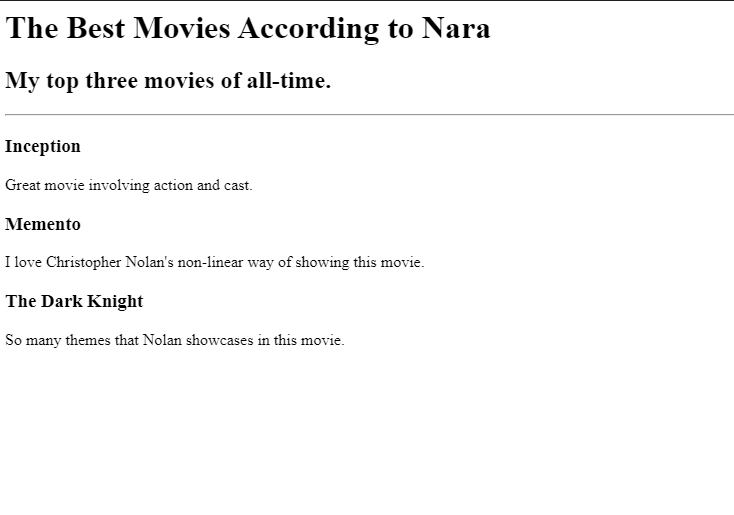 The Best Movies According to Nara
My top three movies of all-time.
Inception
Great movie involving action and cast.
Memento
I love Christopher Nolan's non-linear way of showing this movie.
The Dark Knight
So many themes that Nolan showcases in this movie.